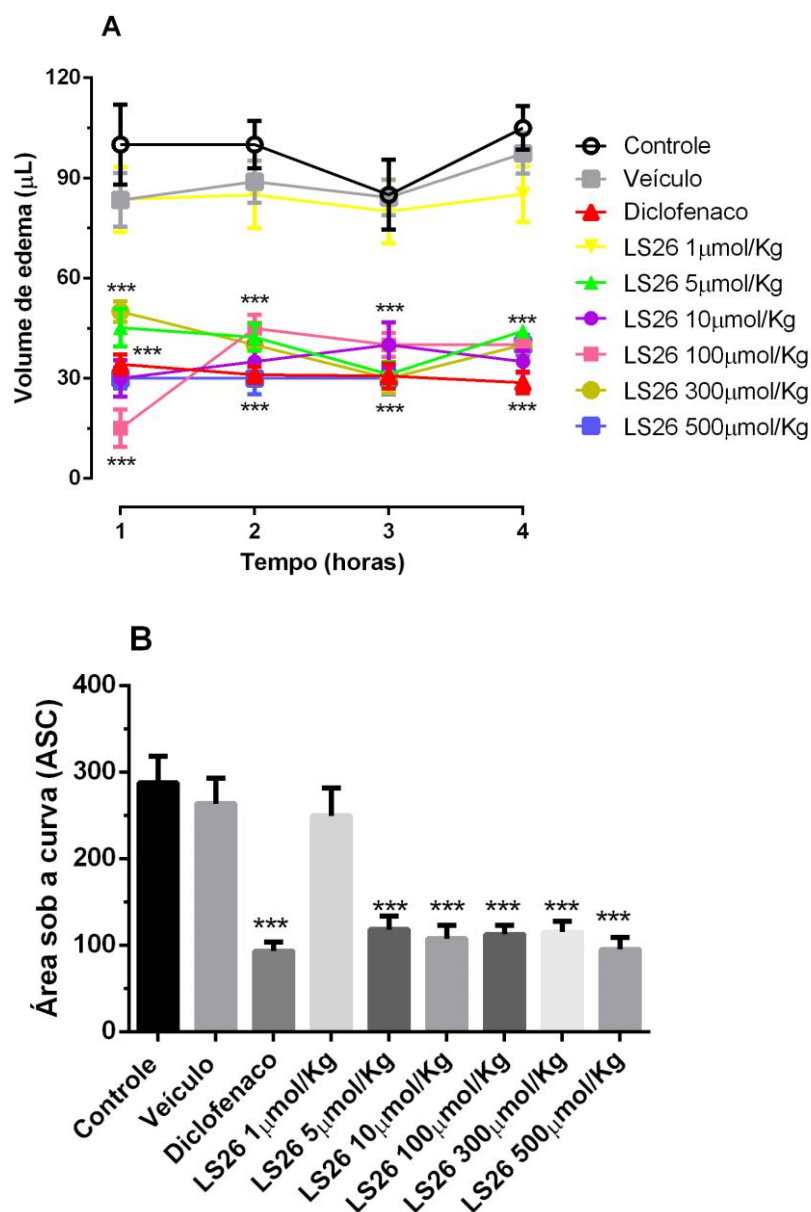 A
Volume de edema (μL)
120
90
60
30
0
***
***
***
***
***
***
***
***
***
1
2
3
4
Tempo (horas)
Controle
Veículo
Diclofenaco
LS26 1μmol/Kg
LS26 5μmol/Kg
LS26 10μmol/Kg
LS26 100μmol/Kg
LS26 300μmol/Kg
LS26 500μmol/Kg
B
Área sob a curva (ASC)
400
300
200
100
0
***
***
***
***
***
***
Controle
Veículo
Diclofenaco
LS26 1μmol/Kg
LS26 5μmol/Kg
LS26 10μmol/Kg
LS26 100μmol/Kg
LS26 300μmol/Kg
LS26 500μmol/Kg